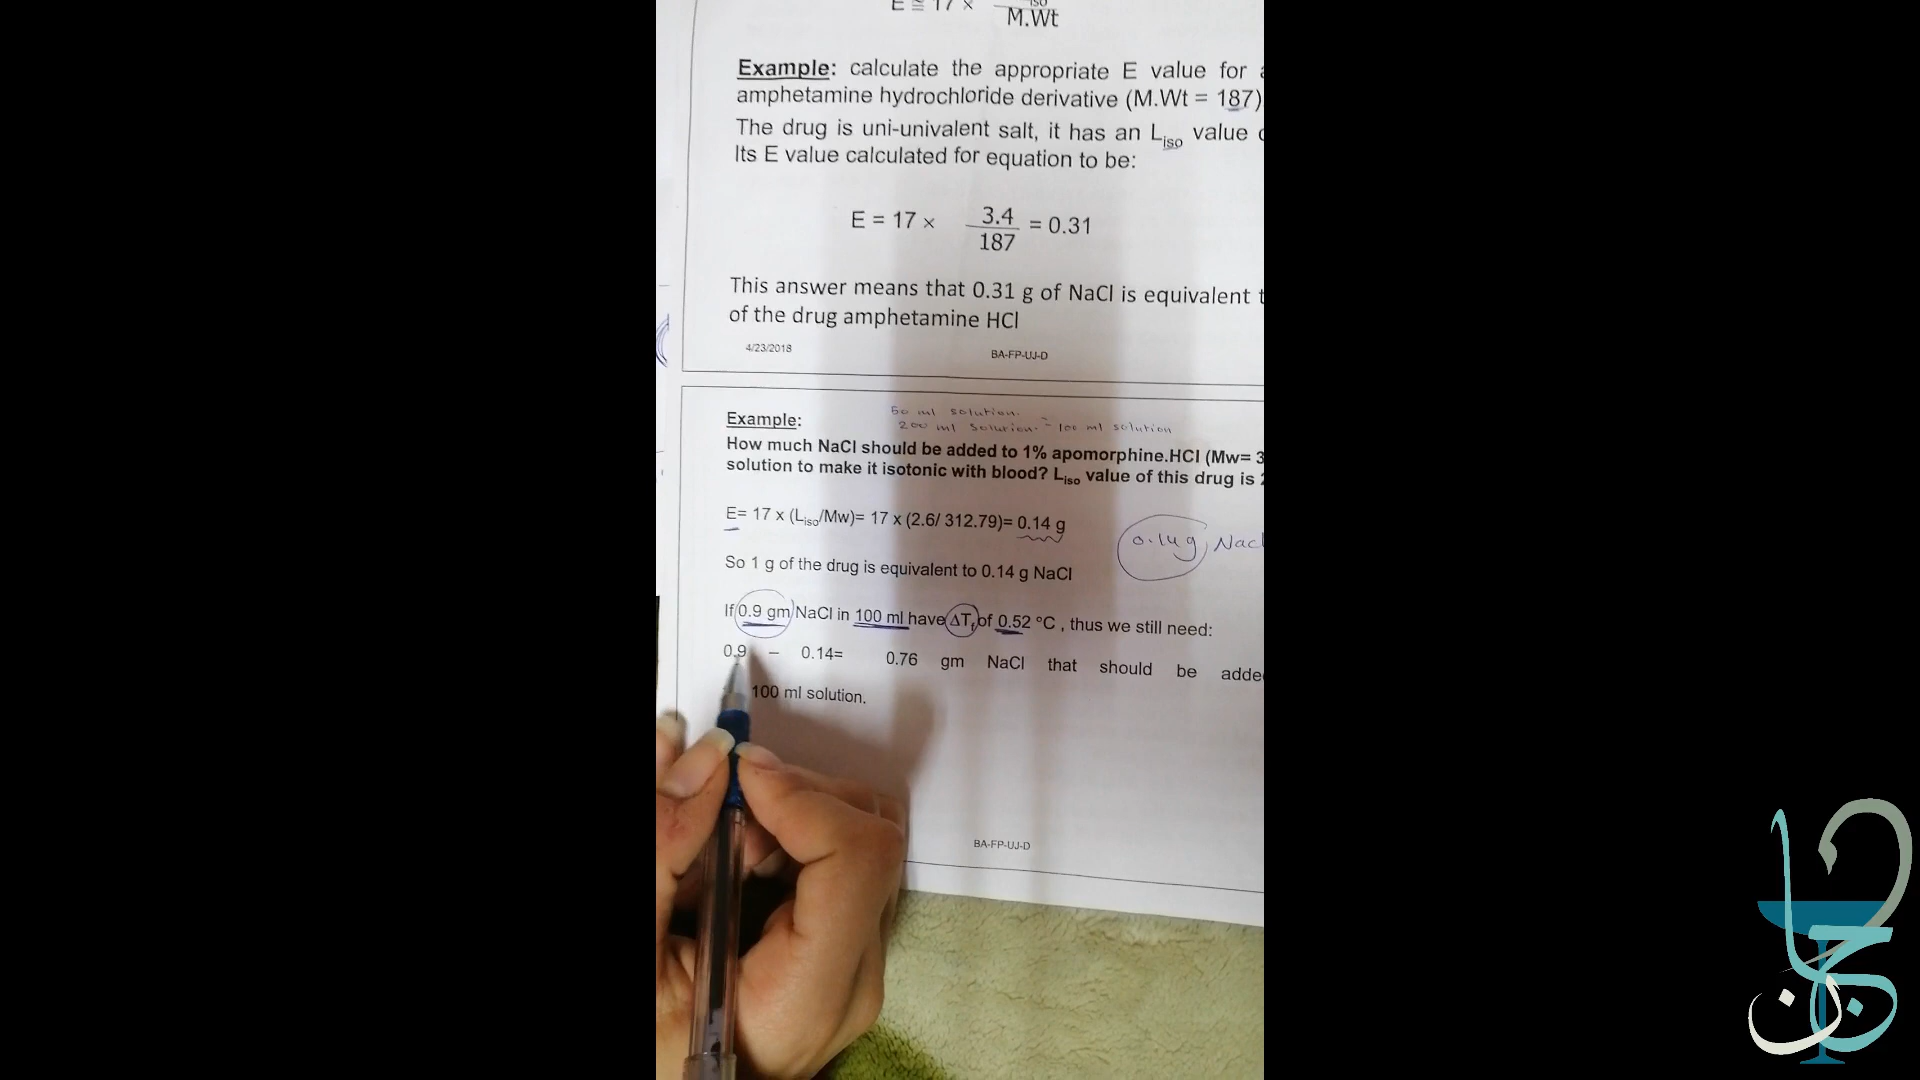 E ≅ 17 × Liso
M.Wt
Example: calculate the appropriate E value for
amphetamine hydrochloride derivative (M.Wt = 187)
The drug is uni-univalent salt, it has an Liso value
Its E value calculated for equation to be:
E = 17 × 3.4/187 = 0.31
This answer means that 0.31 g of NaCl is equivalent
of the drug amphetamine HCl
4/23/2018 BA-FP-UJ-D
50 ml solution.
200 ml solution. 100 ml solution
Example:
How much NaCl should be added to 1% apomorphine.HCl (Mw= 3
solution to make it isotonic with blood? Liso value of this drug is
E= 17 x (Liso/Mw)= 17 x (2.6/ 312.79)= 0.14 g
0.14g NaCl
So 1 g of the drug is equivalent to 0.14 g NaCl
If 0.9 gm NaCl in 100 ml have ΔTf of 0.52 °C , thus we still need:
0.9 – 0.14= 0.76 gm NaCl that should be
100 ml solution.
BA-FP-UJ-D